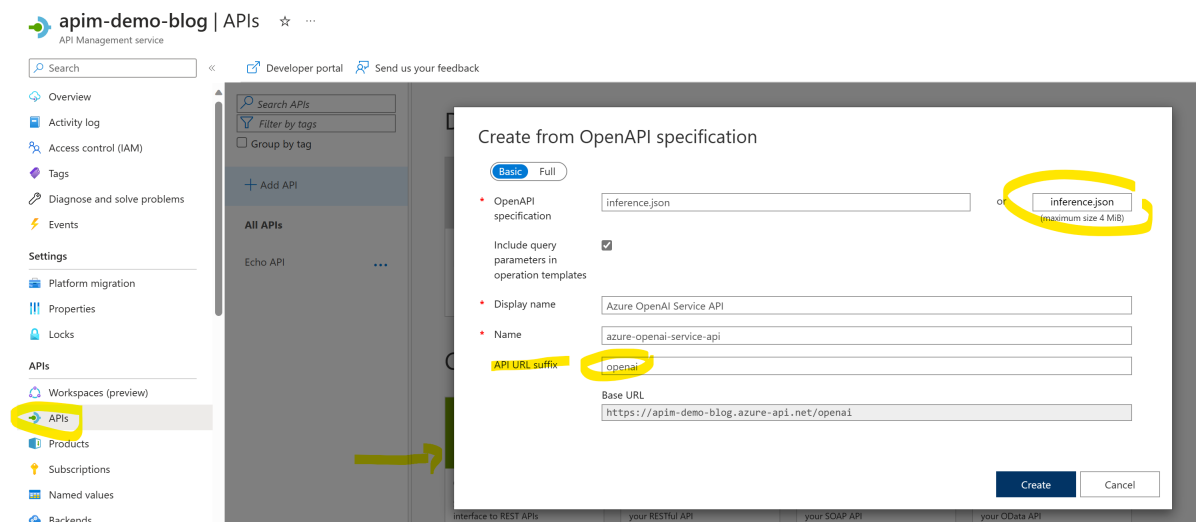 apim-demo-blog | APIs
API Management service
Search
Developer portal
Send us your feedback
Overview
Activity log
Access control (IAM)
Tags
Diagnose and solve problems
Events
Settings
Platform migration
Properties
Locks
APIs
Workspaces (preview)
APIs
Products
Subscriptions
Named values
Backends
Search APIs
Filter by tags
Group by tag
Add API
All APIs
Echo API
Create from OpenAPI specification
Basic Full
* OpenAPI
specification
inference.json
or
inference.json
(maximum size 4 MiB)
Include query
parameters in
operation templates
* Display name
Azure OpenAI Service API
* Name
azure-openai-service-api
API URL suffix
openai
Base URL
https://apim-demo-blog.azure-api.net/openai
Create
Cancel
interface to REST APIs
your RESTful API
your SOAP API
your OData API